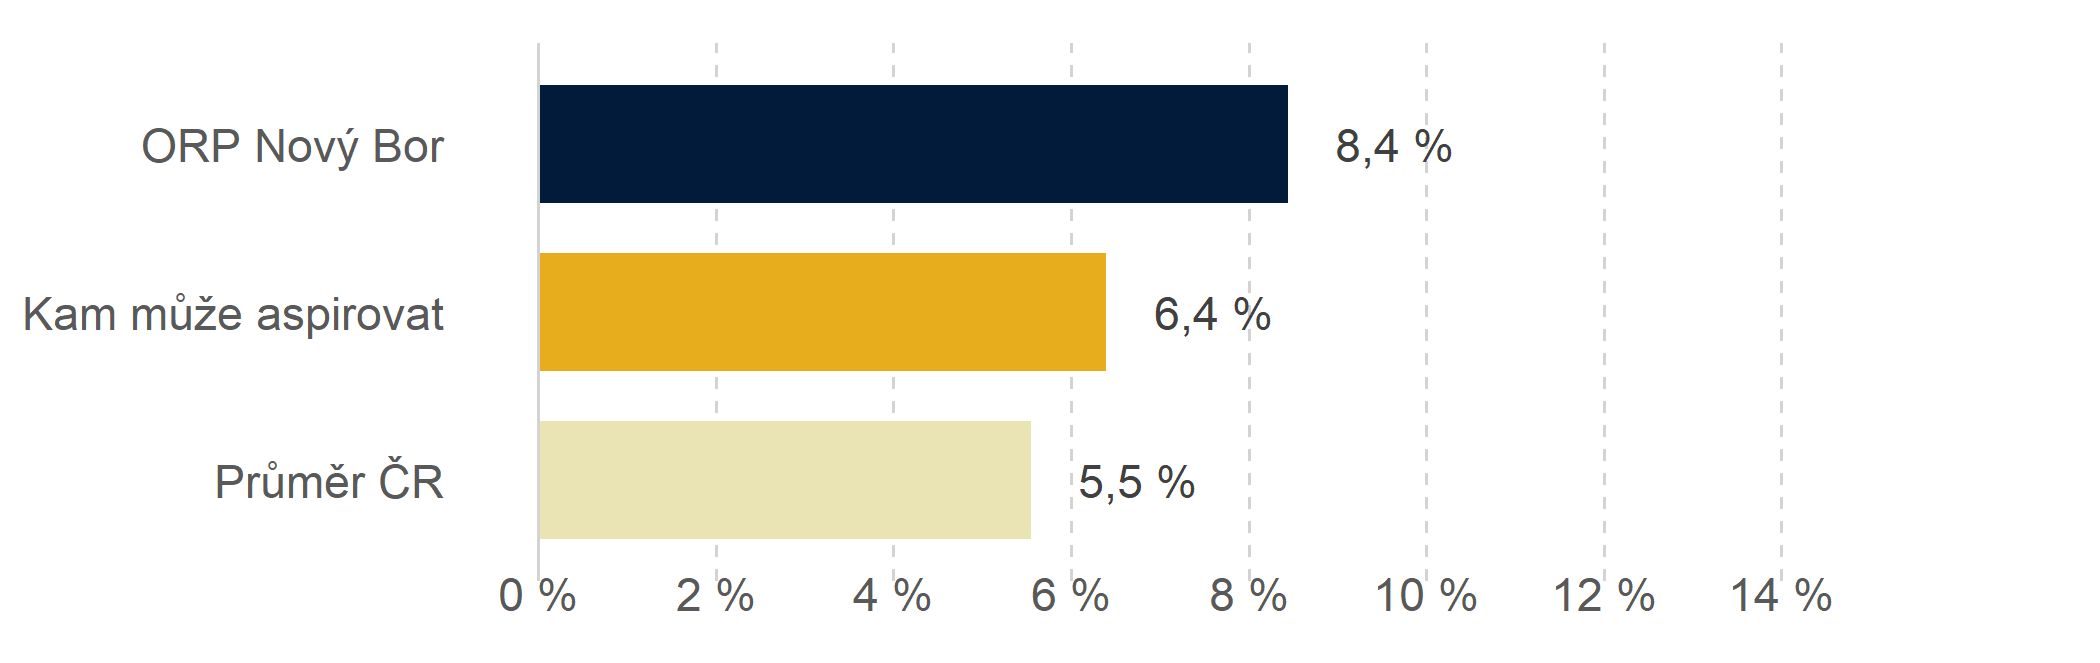 ORP Nový Bor
8,4 %
Kam může aspirovat
6,4 %
Průměr ČR
5,5 %
0 % 2 % 4 % 6 % 8 % 10 % 12 % 14 %